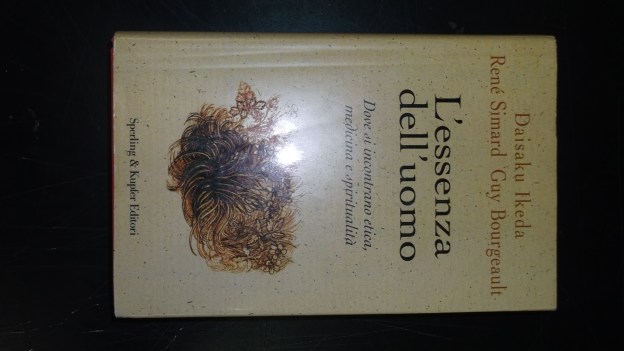 Daisaku Ikeda
René Simard Guy Bourgeault
L'essenza
dell'uomo
Dove si incontrano etica,
medicina e spiritualità
Sperling & Kupfer Editori